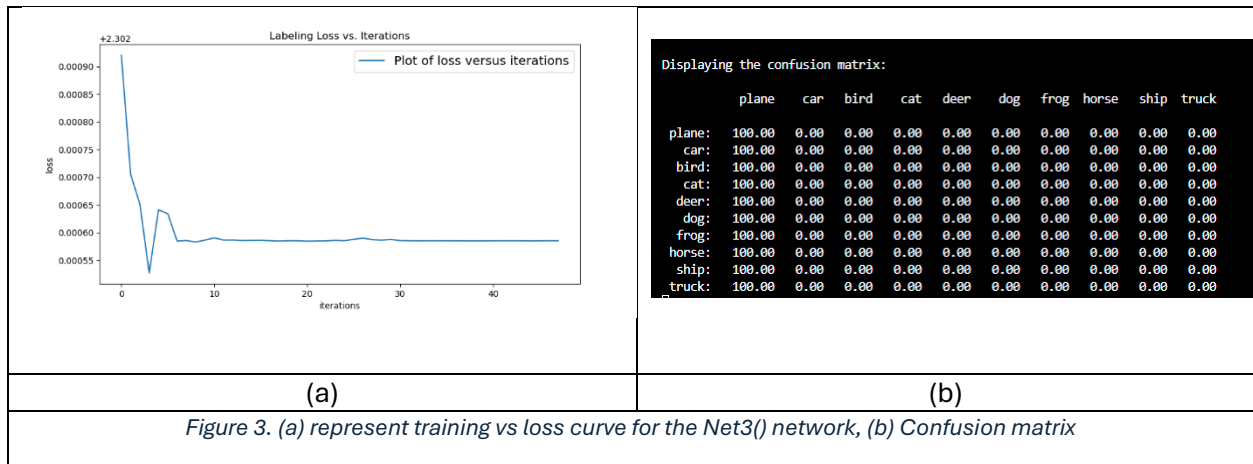 Labeling Loss vs. Iterations
+2.302
Plot of loss versus iterations
0.00090
0.00085
0.00080
0.00075
0.00070
0.00065
0.00060
0.00055
loss
0 10 20 30 40
iterations
Displaying the confusion matrix:
plane car bird cat deer dog frog horse ship truck
plane: 100.00 0.00 0.00 0.00 0.00 0.00 0.00 0.00 0.00 0.00
car: 100.00 0.00 0.00 0.00 0.00 0.00 0.00 0.00 0.00 0.00
bird: 100.00 0.00 0.00 0.00 0.00 0.00 0.00 0.00 0.00 0.00
cat: 100.00 0.00 0.00 0.00 0.00 0.00 0.00 0.00 0.00 0.00
deer: 100.00 0.00 0.00 0.00 0.00 0.00 0.00 0.00 0.00 0.00
dog: 100.00 0.00 0.00 0.00 0.00 0.00 0.00 0.00 0.00 0.00
frog: 100.00 0.00 0.00 0.00 0.00 0.00 0.00 0.00 0.00 0.00
horse: 100.00 0.00 0.00 0.00 0.00 0.00 0.00 0.00 0.00 0.00
ship: 100.00 0.00 0.00 0.00 0.00 0.00 0.00 0.00 0.00 0.00
truck: 100.00 0.00 0.00 0.00 0.00 0.00 0.00 0.00 0.00 0.00
(a) (b)
Figure 3. (a) represent training vs loss curve for the Net3() network, (b) Confusion matrix